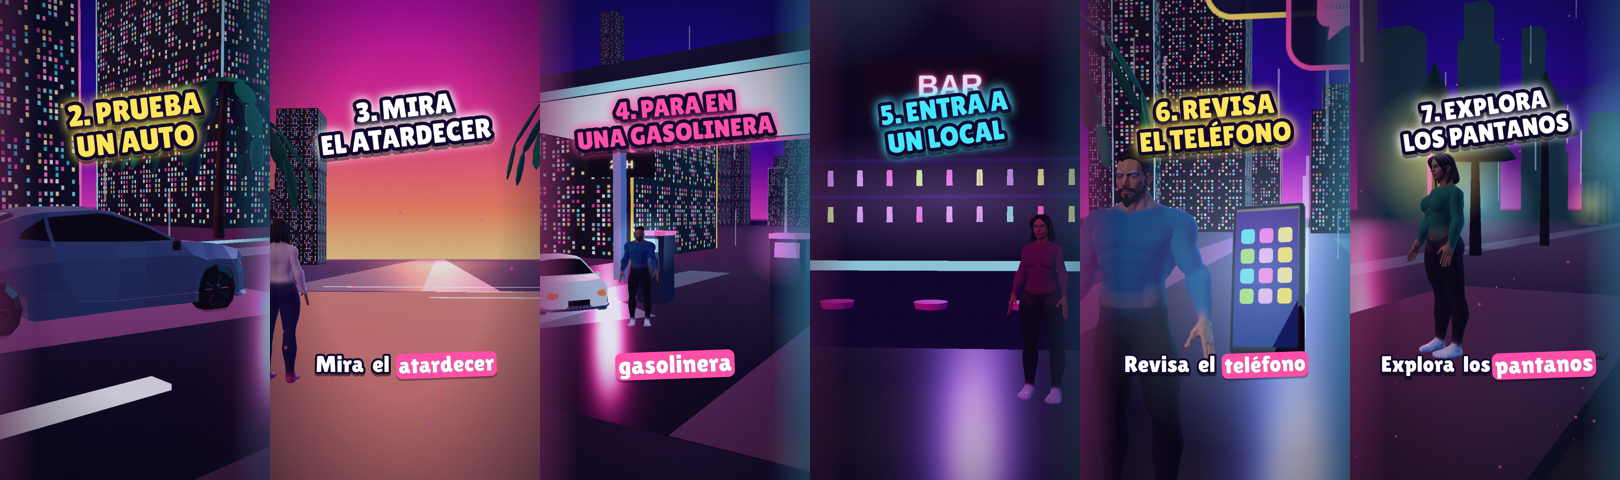 2. PRUEBA
UN AUTO
3. MIRA
EL ATARDECER
Mira el atardecer
4. PARA EN
UNA GASOLINERA
gasolinera
BAR
5. ENTRA A
UN LOCAL
6. REVISA
EL TELÉFONO
Revisa el teléfono
7. EXPLORA
LOS PANTANOS
Explora los pantanos